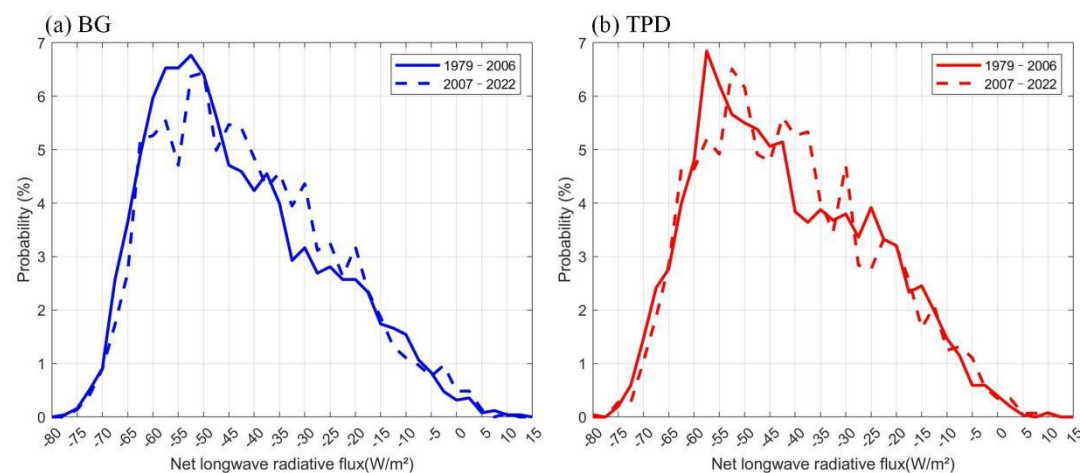 (a) BG
7
6
5
4
3
2
1
0
Probability (%)
1979 – 2006
2007 – 2022
-80 -75 -70 -65 -60 -55 -50 -45 -40 -35 -30 -25 -20 -15 -10 -5 0 5 10 15
Net longwave radiative flux(W/m²)
(b) TPD
7
6
5
4
3
2
1
0
Probability (%)
1979 – 2006
2007 – 2022
-80 -75 -70 -65 -60 -55 -50 -45 -40 -35 -30 -25 -20 -15 -10 -5 0 5 10 15
Net longwave radiative flux(W/m²)